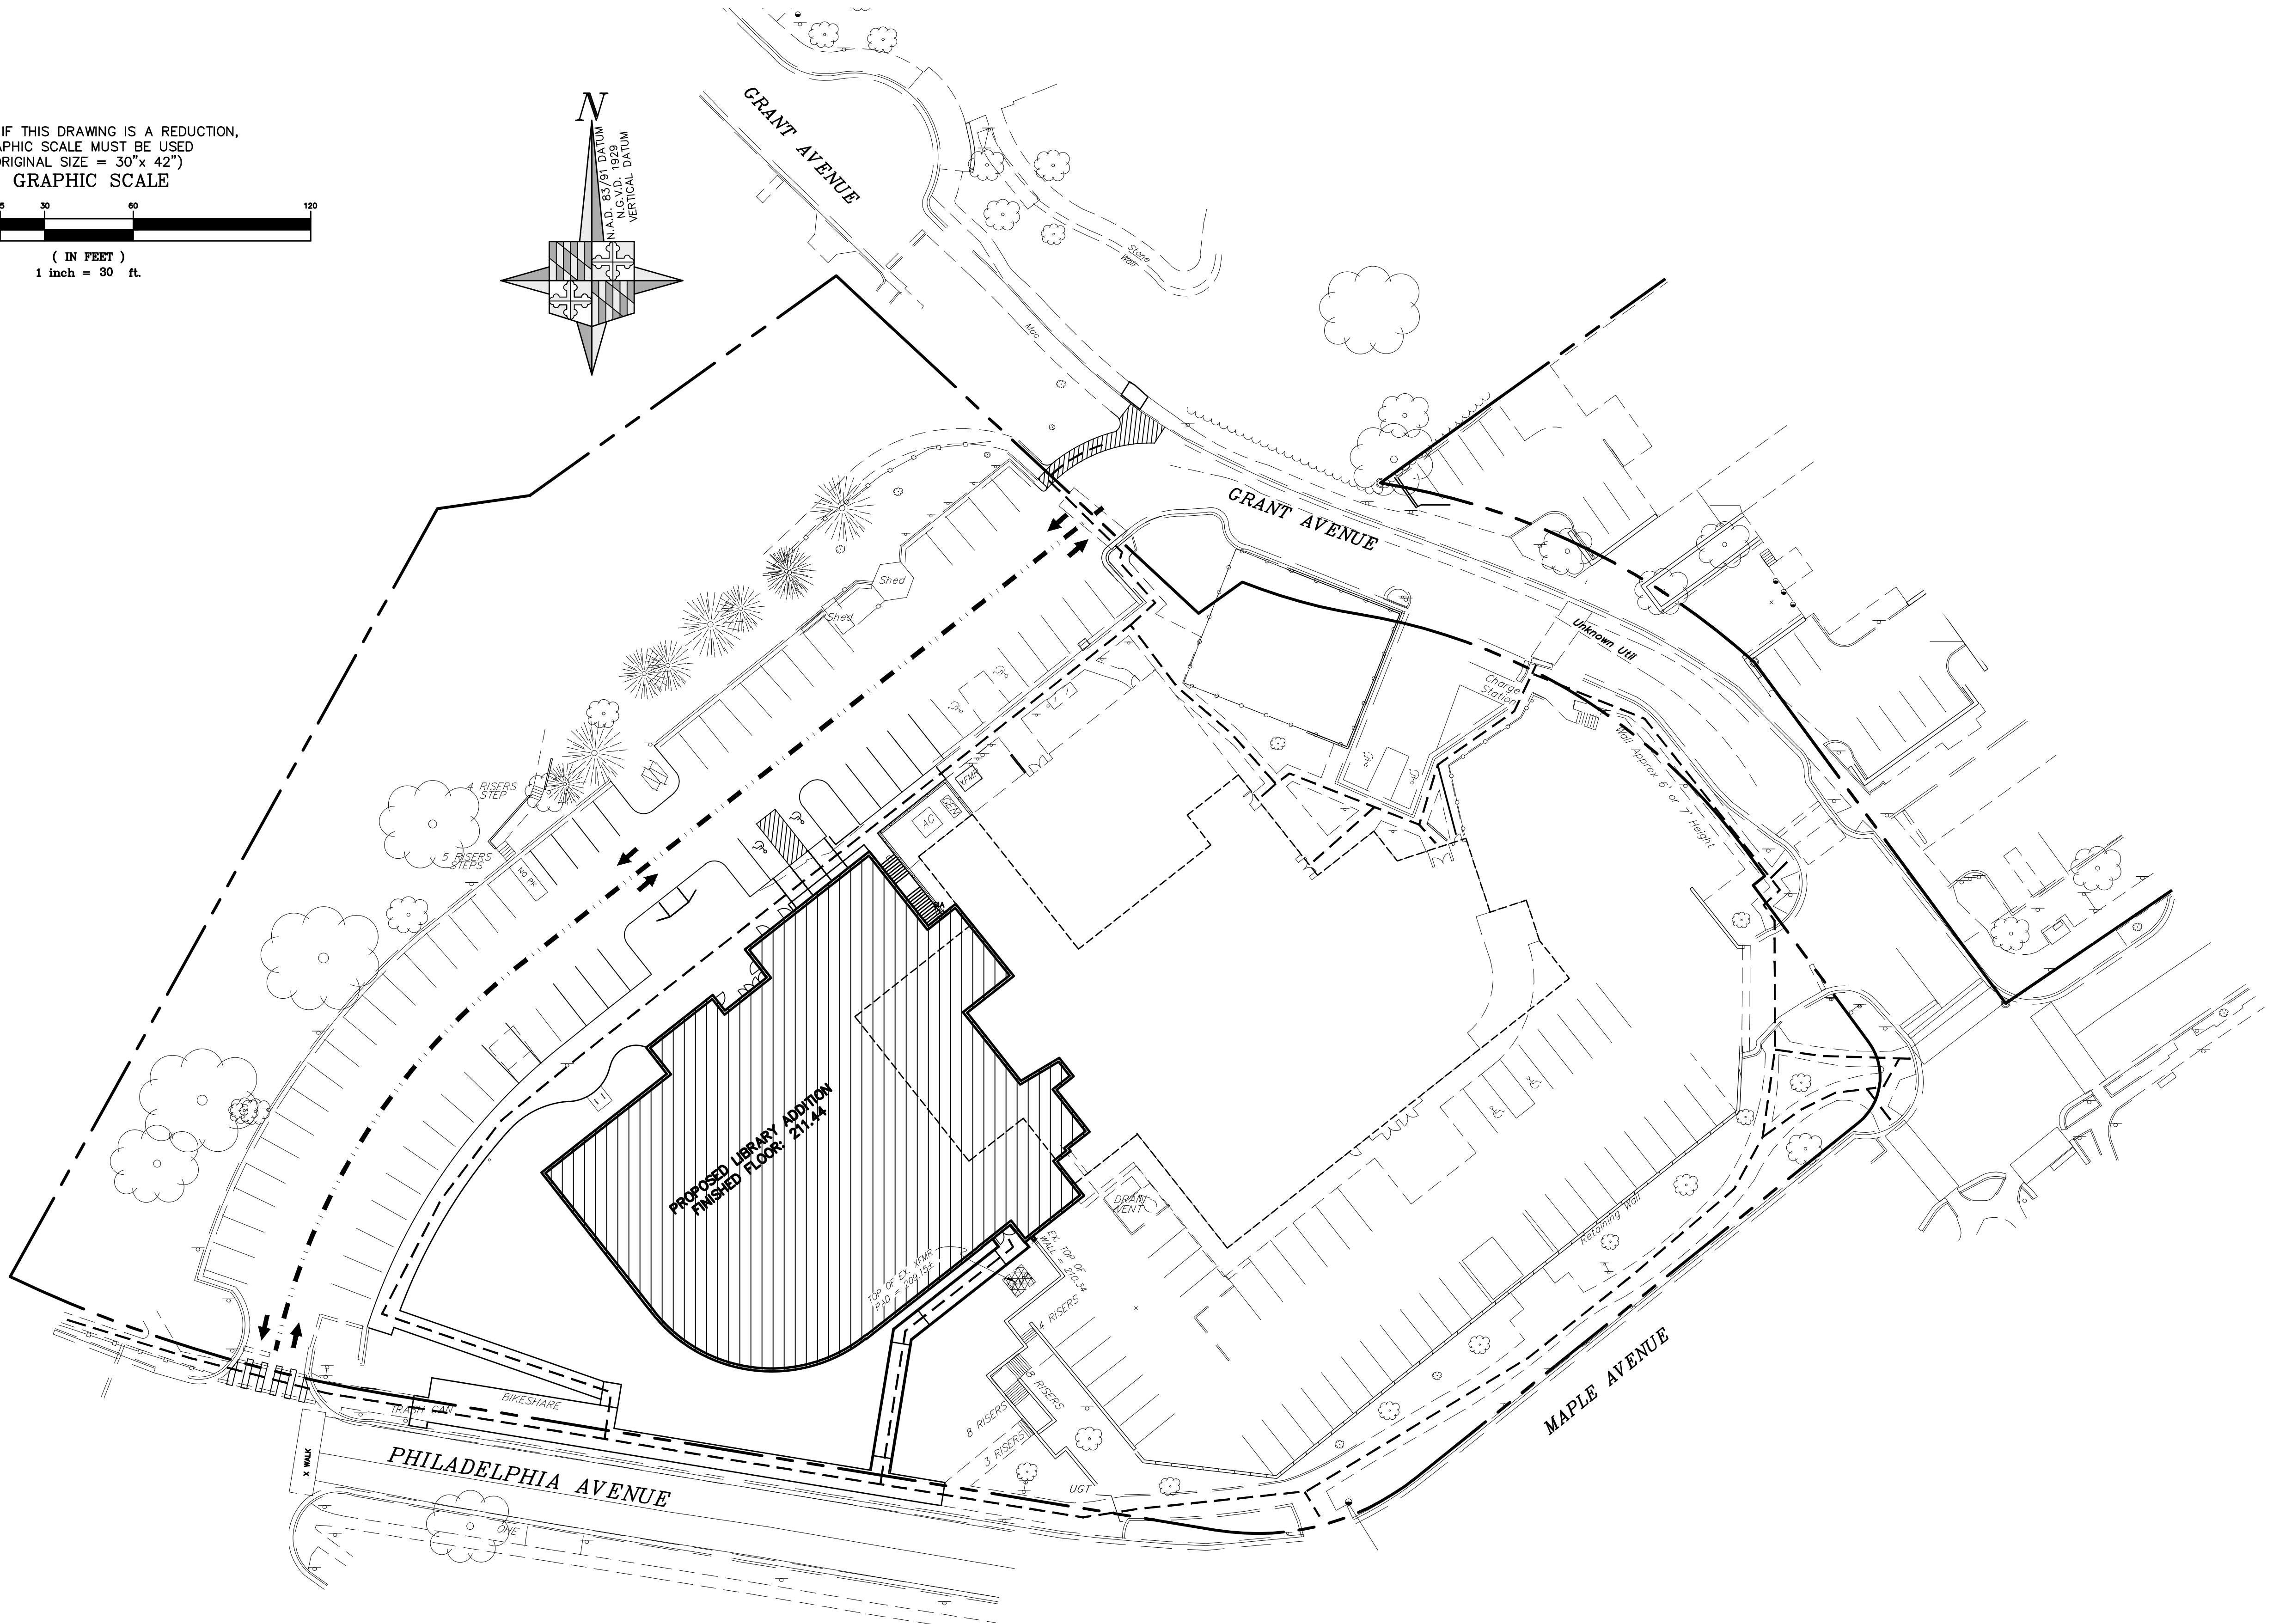 IF THIS DRAWING IS A REDUCTION,
APHIC SCALE MUST BE USED
ORIGINAL SIZE = 30"x 42")
GRAPHIC SCALE
30
60
120
( IN FEET )
1 inch = 30 ft.
N
N.A.D. 83/91 DATUM
N.G.V.D. 1929
VERTICAL DATUM
GRANT AVENUE
Stone
Wall
Mac
GRANT AVENUE
Shed
Shed
Unknown Util
Charge
Station
Wall Approx 6' or 7' Height
4 RISERS
STEP
5 RISERS
STEPS
NO PK
XFMR
GEN
AC
PROPOSED LIBRARY ADDITION
FINISHED FLOOR: 211.44
DRAIN
VENT
EX. TOP OF
WALL = 210.34
TOP OF EX. XFMR
PAD = 209.15±
4 RISERS
8 RISERS
8 RISERS
3 RISERS
UGT
Retaining Wall
MAPLE AVENUE
BIKESHARE
TRASH CAN
X WALK
PHILADELPHIA AVENUE
OHE